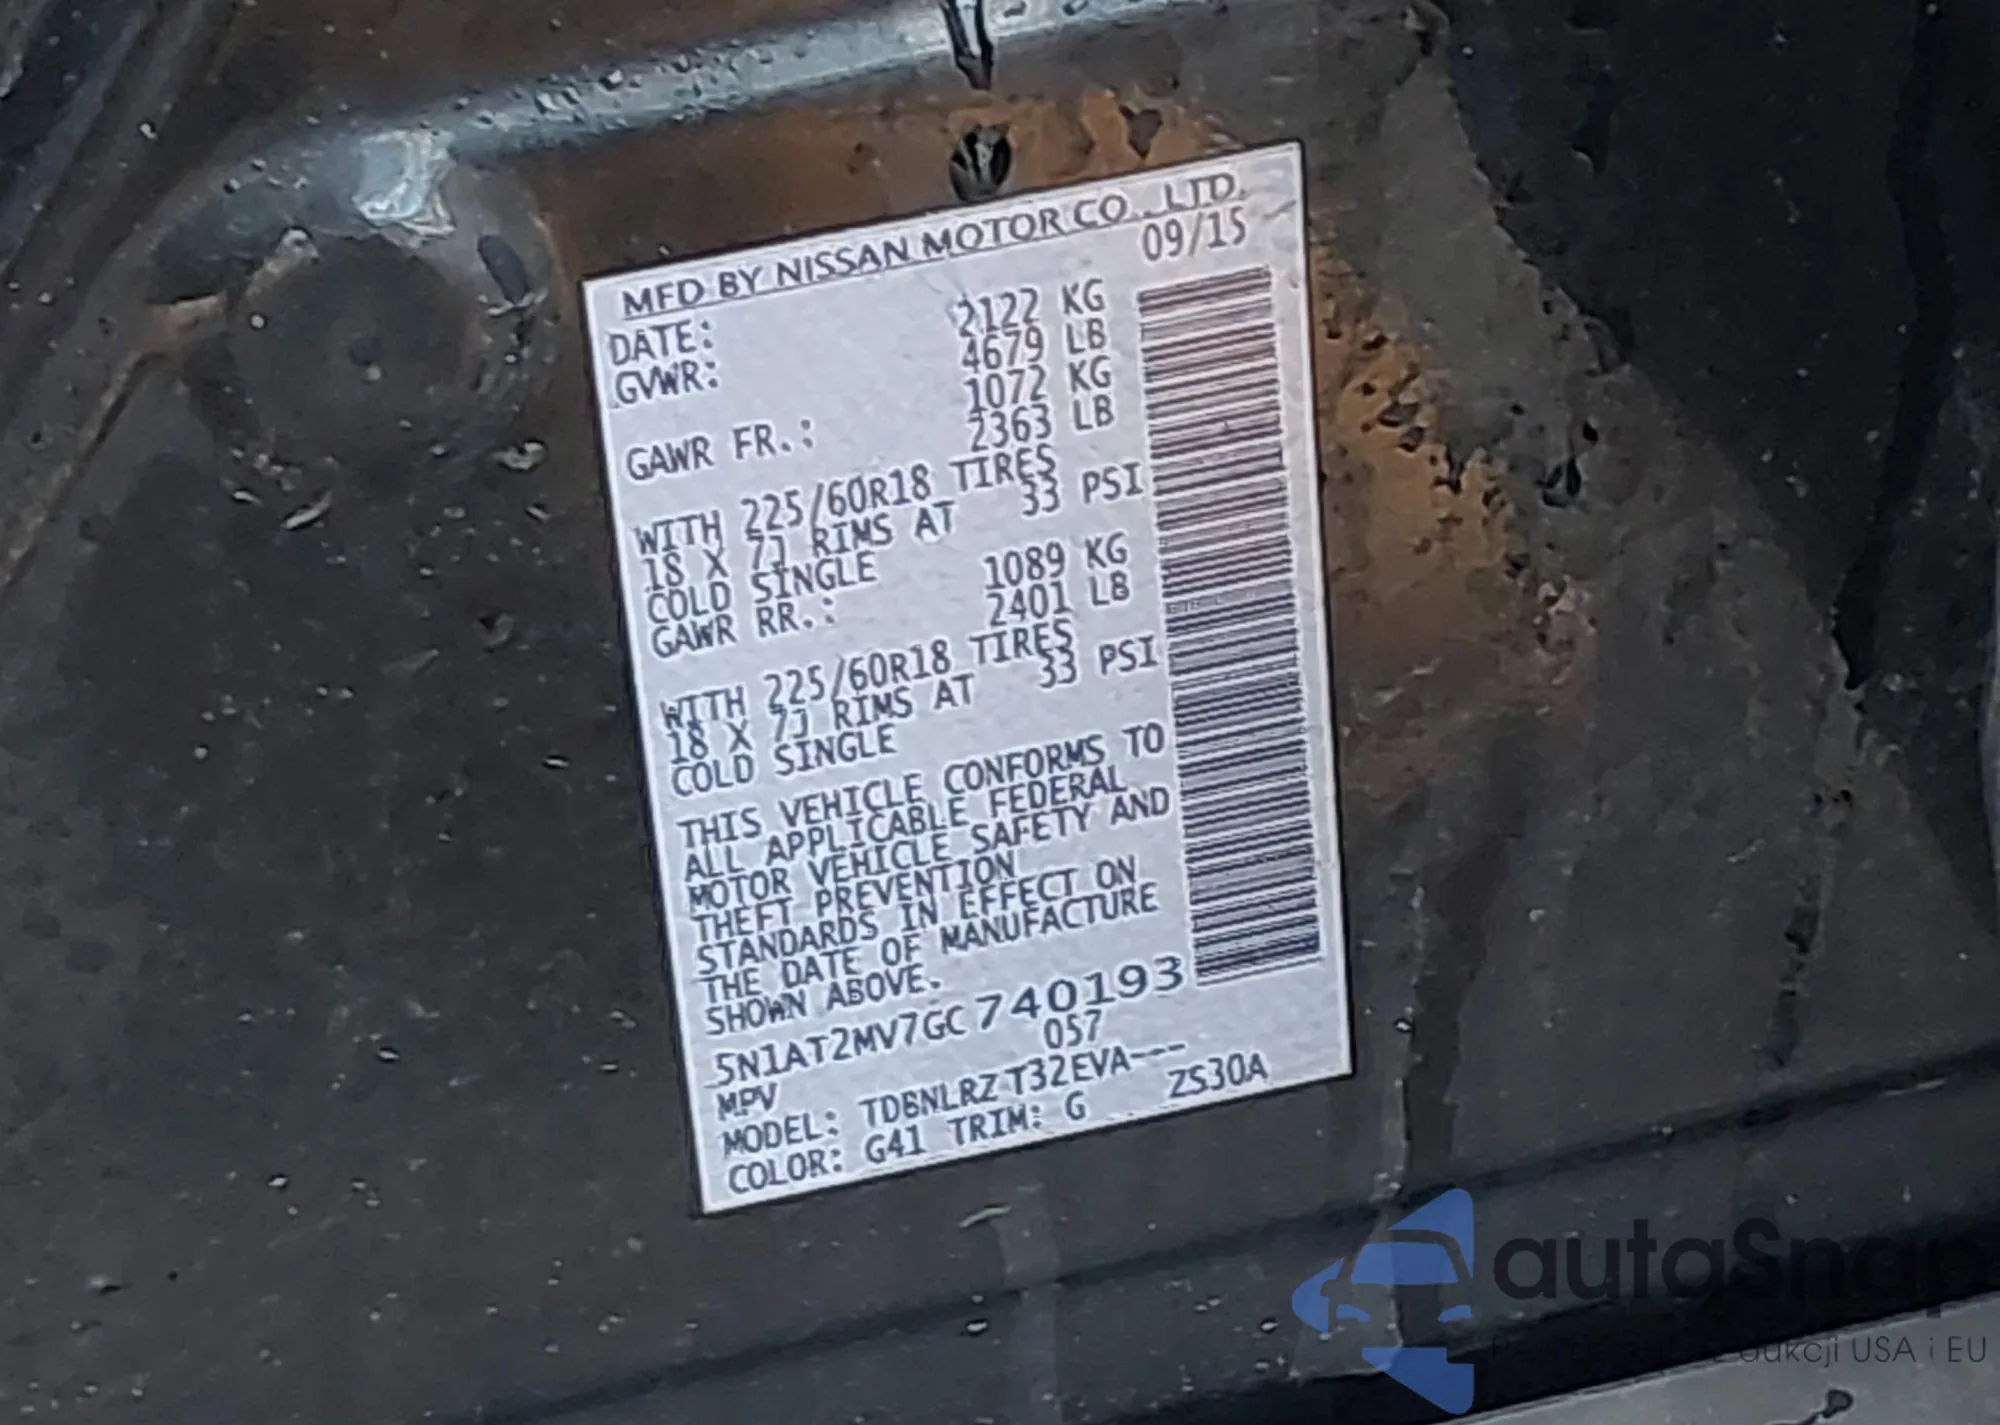 MFD BY NISSAN MOTOR CO., LTD.
DATE: 09/15
GVWR: 2122 KG
4679 LB
GAWR FR.: 1072 KG
2363 LB
WITH 225/60R18 TIRES
18 X 7J RIMS AT 33 PSI
COLD SINGLE
GAWR RR.: 1089 KG
2401 LB
WITH 225/60R18 TIRES
18 X 7J RIMS AT 33 PSI
COLD SINGLE
THIS VEHICLE CONFORMS TO
ALL APPLICABLE FEDERAL
MOTOR VEHICLE SAFETY AND
THEFT PREVENTION
STANDARDS IN EFFECT ON
THE DATE OF MANUFACTURE
SHOWN ABOVE.
5N1AT2MV7GC740193
MPV 057
MODEL: TDBNLRZ T32EVA---
COLOR: G41 TRIM: G ZS30A
autoSnap
USA i EU